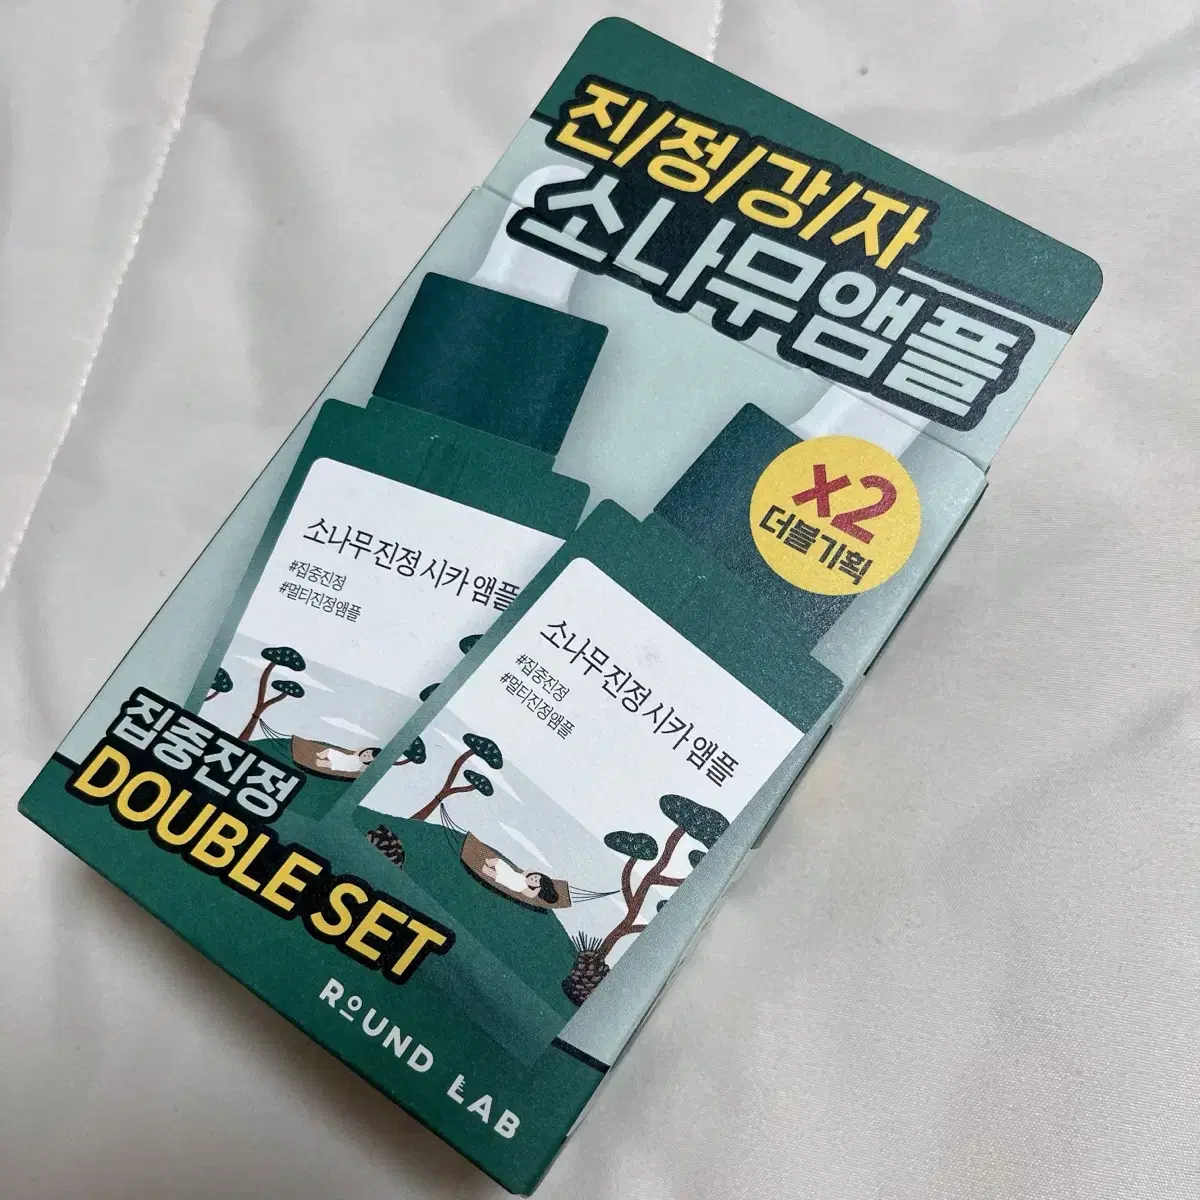 진/정/강/자
소나무앰플
x2
더블기획
소나무 진정 시카 앰플
#집중진정
#멀티진정앰플
소나무 진정 시카 앰플
#집중진정
#멀티진정앰플
집중진정
DOUBLE SET
ROUND LAB